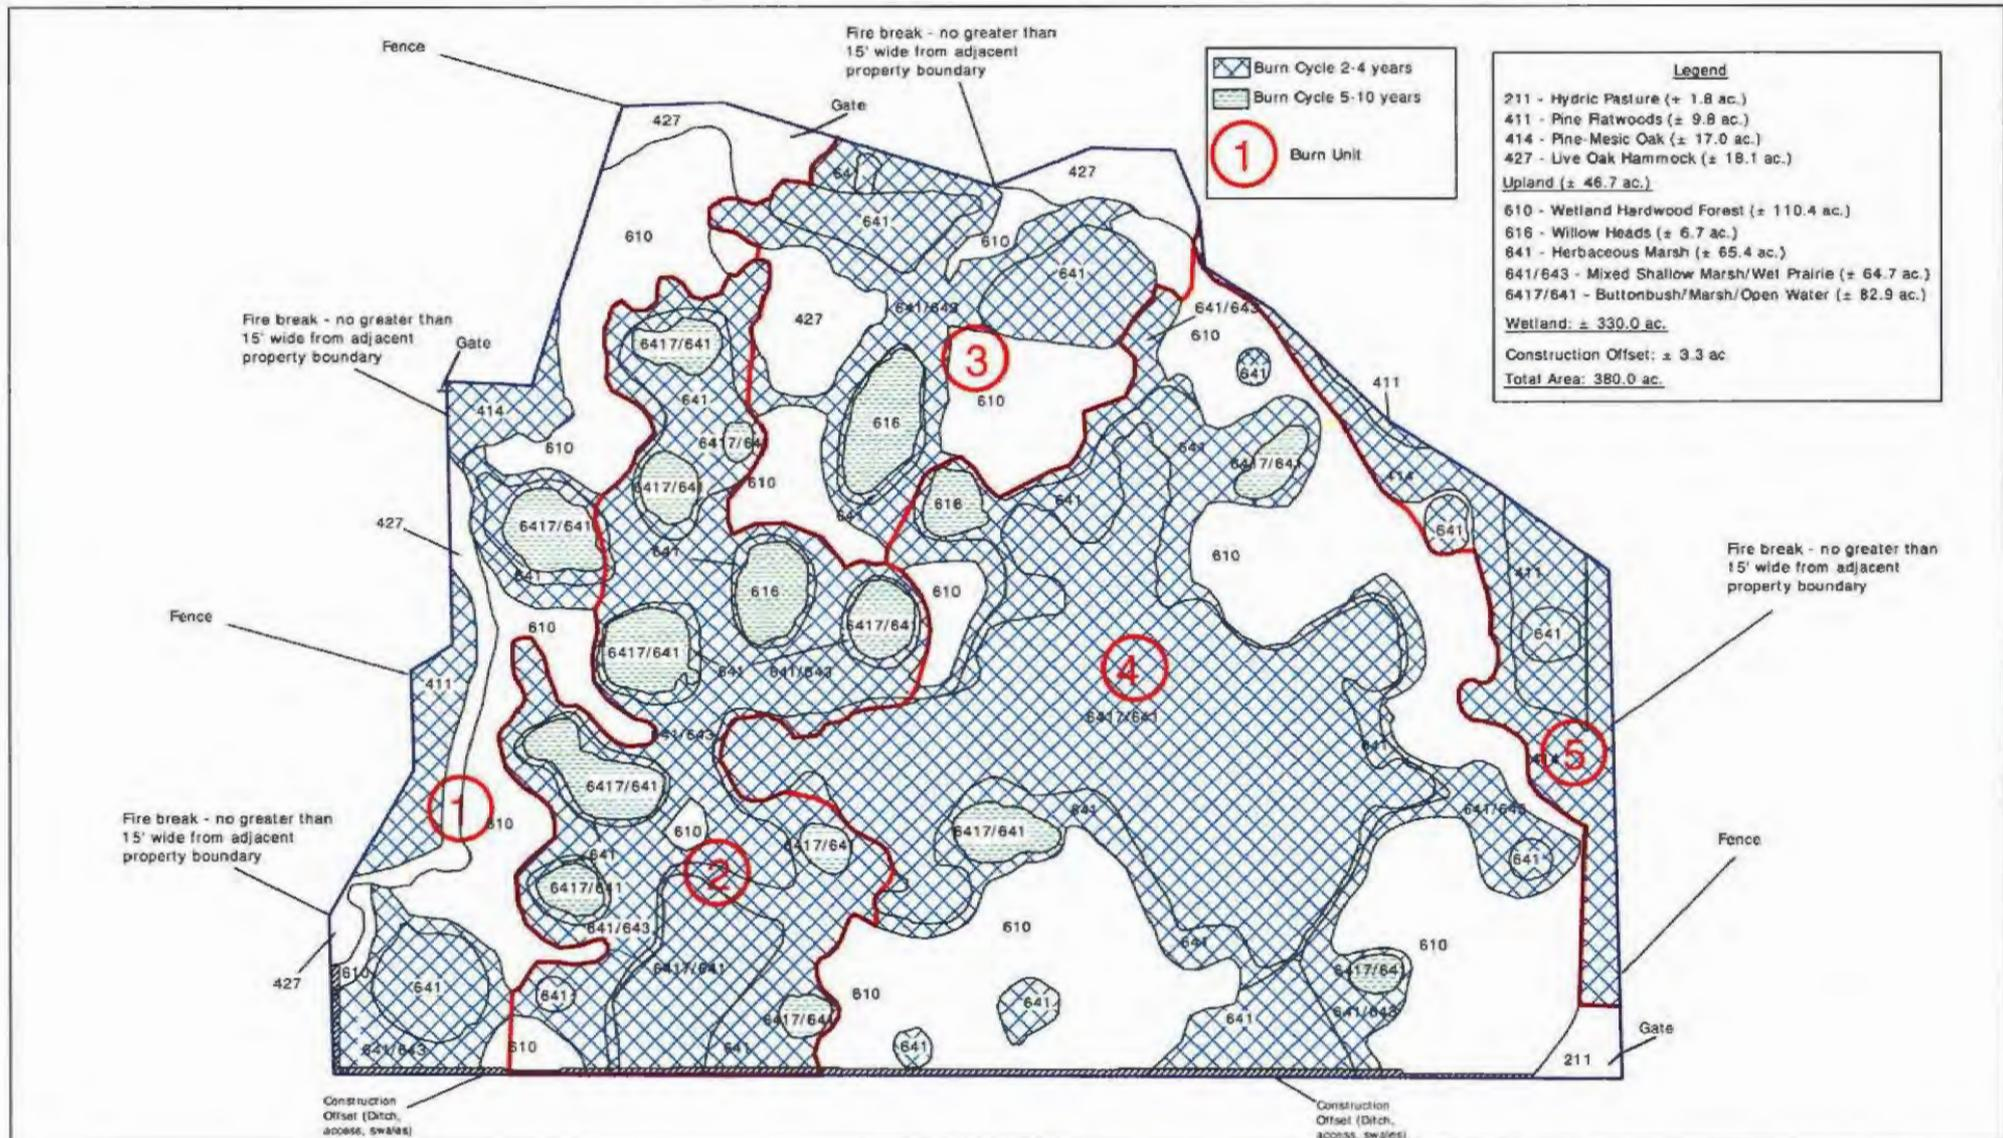 Fence
Fire break - no greater than
15' wide from adjacent
property boundary
Gate
427
427
Burn Cycle 2-4 years
Burn Cycle 5-10 years
1
Burn Unit
Legend
211 - Hydric Pasture (± 1.8 ac.)
411 - Pine Flatwoods (± 9.8 ac.)
414 - Pine-Mesic Oak (± 17.0 ac.)
427 - Live Oak Hammock (± 18.1 ac.)
Upland (± 46.7 ac.)
610 - Wetland Hardwood Forest (± 110.4 ac.)
616 - Willow Heads (± 6.7 ac.)
641 - Herbaceous Marsh (± 65.4 ac.)
641/643 - Mixed Shallow Marsh/Wet Prairie (± 64.7 ac.)
6417/641 - Buttonbush/Marsh/Open Water (± 82.9 ac.)
Wetland: ± 330.0 ac.
Construction Offset: ± 3.3 ac
Total Area: 380.0 ac.
641
641
610
610
641
Fire break - no greater than
15' wide from adjacent
property boundary
Gate
427
641/643
641/643
610
6417/641
3
641
411
414
641
610
616
641
610
6417/641
610
641
6417/641
414
6417/641
610
641
616
641
427
6417/641
641
641
610
641
411
Fire break - no greater than
15' wide from adjacent
property boundary
616
610
Fence
610
6417/641
641
6417/641
641
641/643
4
411
6417/641
641/643
641
414
5
6417/641
1
610
610
6417/641
641
6417/641
641/643
Fire break - no greater than
15' wide from adjacent
property boundary
Fence
641
641
2
6417/641
641/643
610
610
641
6417/641
6417/641
427
610
641
641
610
641
6417/641
641
641/643
641/643
610
641
641
Gate
211
Construction
Offset (Ditch,
access, swales)
Construction
Offset (Ditch,
access, swales)